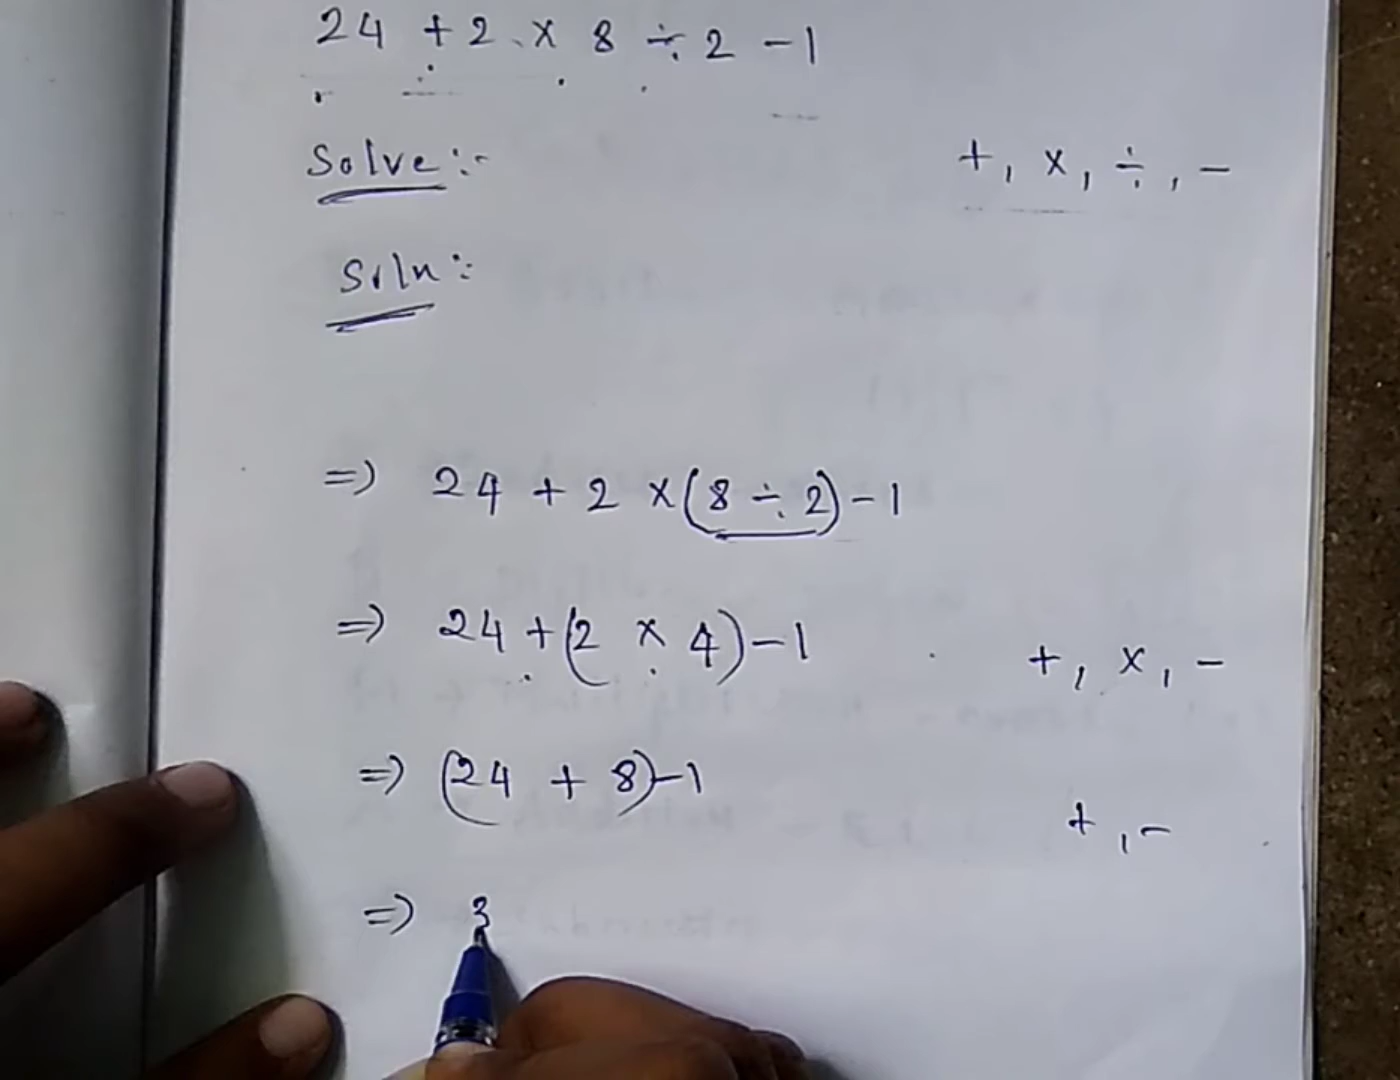 24 + 2 × 8 ÷ 2 - 1
Solve :-
+, ×, ÷, -
Soln :
=> 24 + 2 × (8 ÷ 2) - 1
=> 24 + (2 × 4) - 1
+, ×, -
=> (24 + 8) - 1
+, -
=> 3